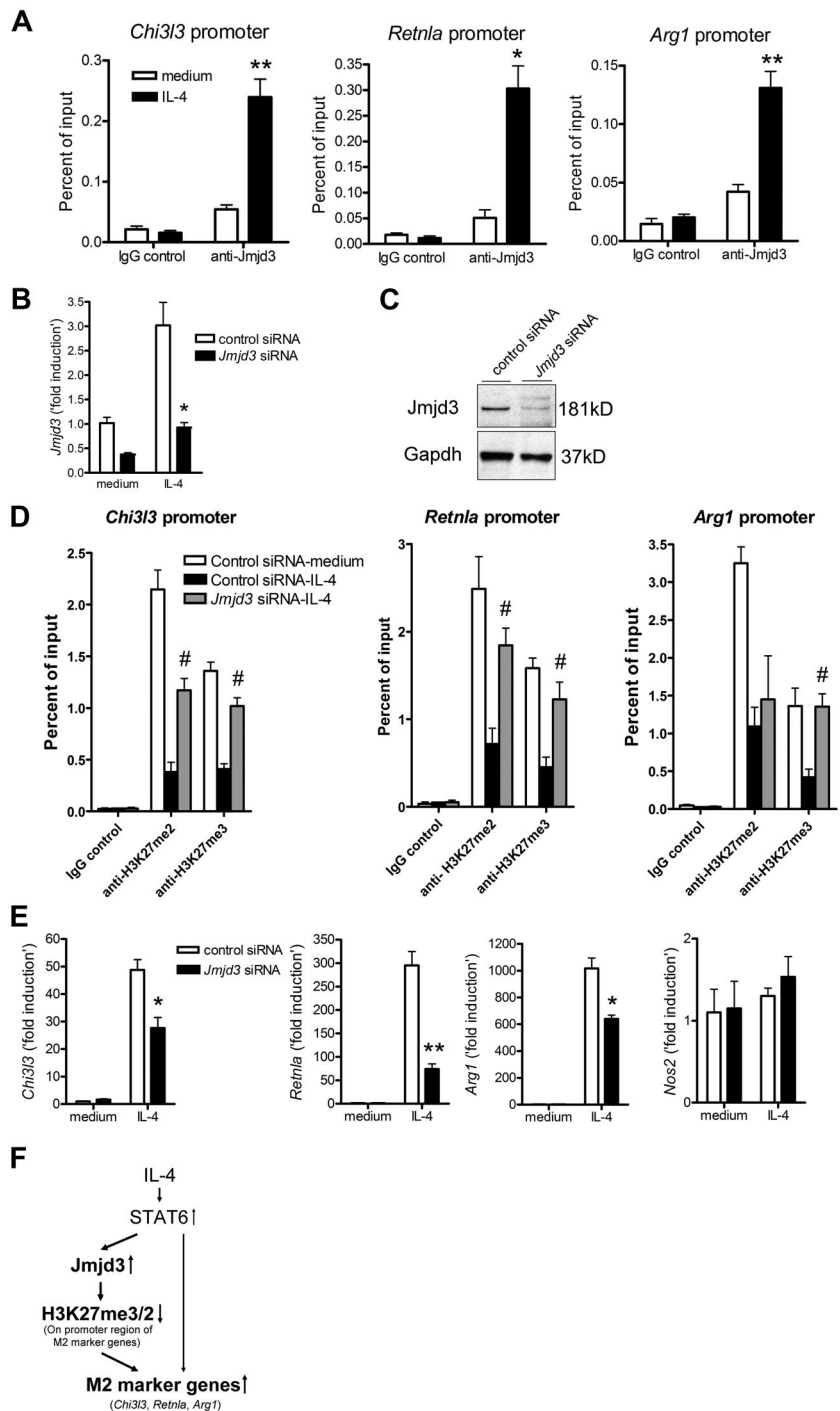 A
Chi3l3 promoter
Retnla promoter
Arg1 promoter
medium
IL-4
Percent of input
0.3
0.2
0.1
0.0
**
IgG control
anti-Jmjd3
Percent of input
0.35
0.30
0.25
0.20
0.15
0.10
0.05
0.00
*
IgG control
anti-Jmjd3
Percent of input
0.15
0.10
0.05
0.00
**
IgG control
anti-Jmjd3
B
Jmjd3 ('fold induction')
3.5
3.0
2.5
2.0
1.5
1.0
0.5
0.0
*
medium
IL-4
control siRNA
Jmjd3 siRNA
C
control siRNA
Jmjd3 siRNA
Jmjd3
181kD
Gapdh
37kD
D
Chi3l3 promoter
Retnla promoter
Arg1 promoter
Control siRNA-medium
Control siRNA-IL-4
Jmjd3 siRNA-IL-4
Percent of input
2.5
2.0
1.5
1.0
0.5
0.0
#
#
IgG control
anti-H3K27me2
anti-H3K27me3
Percent of input
3
2
1
0
#
#
IgG control
anti- H3K27me2
anti-H3K27me3
Percent of input
3.5
3.0
2.5
2.0
1.5
1.0
0.5
0.0
#
IgG control
anti-H3K27me2
anti-H3K27me3
E
control siRNA
Jmjd3 siRNA
Chi3l3 ('fold induction')
60
50
40
30
20
10
0
*
medium
IL-4
Retnla ('fold induction')
350
300
250
200
150
100
50
0
**
medium
IL-4
Arg1 ('fold induction')
1200
1000
800
600
400
200
0
*
medium
IL-4
Nos2 ('fold induction')
2
1
0
medium
IL-4
F
IL-4
↓
STAT6↑
Jmjd3↑
H3K27me3/2↓
(On promoter region of
M2 marker genes)
M2 marker genes↑
(Chi3l3, Retnla, Arg1)